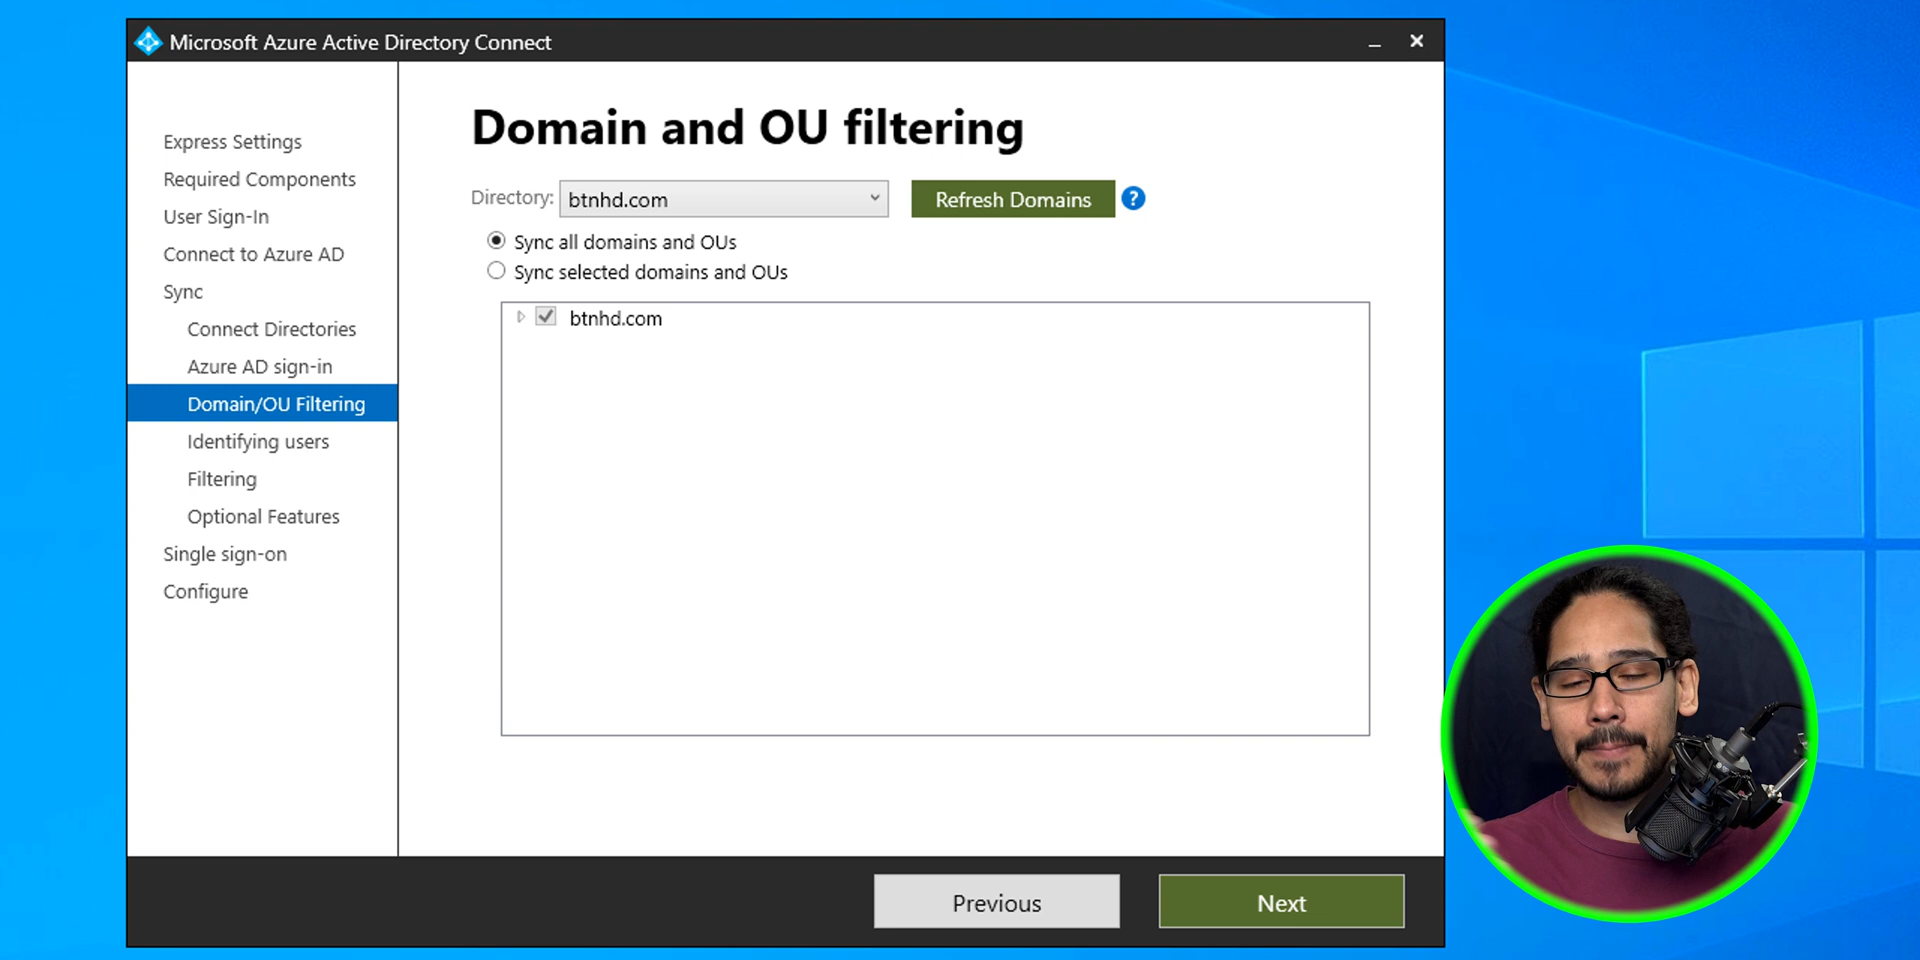 Microsoft Azure Active Directory Connect
Express Settings
Required Components
User Sign-In
Connect to Azure AD
Sync
Connect Directories
Azure AD sign-in
Domain/OU Filtering
Identifying users
Filtering
Optional Features
Single sign-on
Configure
Domain and OU filtering
Directory: btnhd.com Refresh Domains ?
Sync all domains and OUs
Sync selected domains and OUs
btnhd.com
Previous Next